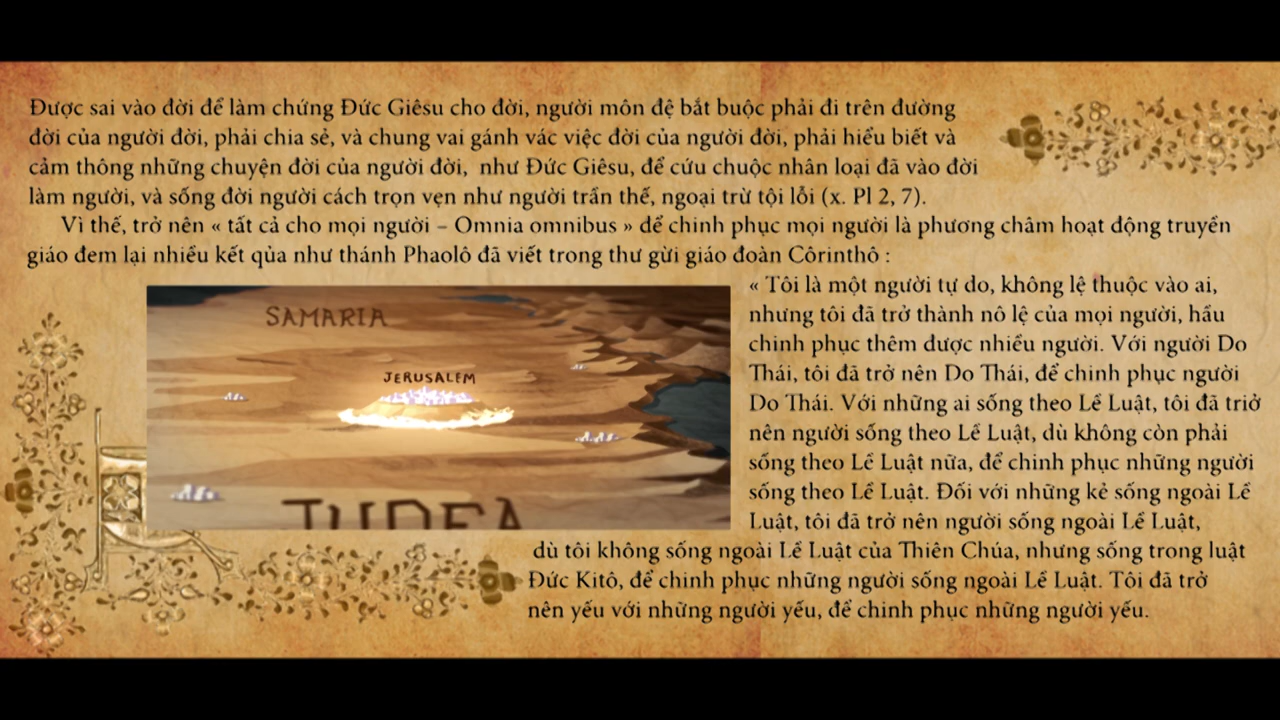 Được sai vào đời để làm chứng Đức Giêsu cho đời, người môn đệ bắt buộc phải đi trên đường
đời của người đời, phải chia sẻ, và chung vai gánh vác việc đời của người đời, phải hiểu biết và
cảm thông những chuyện đời của người đời, như Đức Giêsu, để cứu chuộc nhân loại đã vào đời
làm người, và sống đời người cách trọn vẹn như người trần thế, ngoại trừ tội lỗi (x. Pl 2, 7).
Vì thế, trở nên « tất cả cho mọi người – Omnia omnibus » để chinh phục mọi người là phương châm hoạt động truyền
giáo đem lại nhiều kết qủa như thánh Phaolô đã viết trong thư gửi giáo đoàn Côrinthô :
« Tôi là một người tự do, không lệ thuộc vào ai,
nhưng tôi đã trở thành nô lệ của mọi người, hầu
chinh phục thêm được nhiều người. Với người Do
Thái, tôi đã trở nên Do Thái, để chinh phục người
Do Thái. Với những ai sống theo Lề Luật, tôi đã triở
nên người sống theo Lề Luật, dù không còn phải
sống theo Lề Luật nữa, để chinh phục những người
sống theo Lề Luật. Đối với những kẻ sống ngoài Lề
Luật, tôi đã trở nên người sống ngoài Lề Luật,
dù tôi không sống ngoài Lề Luật của Thiên Chúa, nhưng sống trong luật
Đức Kitô, để chinh phục những người sống ngoài Lề Luật. Tôi đã trở
nên yếu với những người yếu, để chinh phục những người yếu.
SAMARIA
JERUSALEM
JUDEA